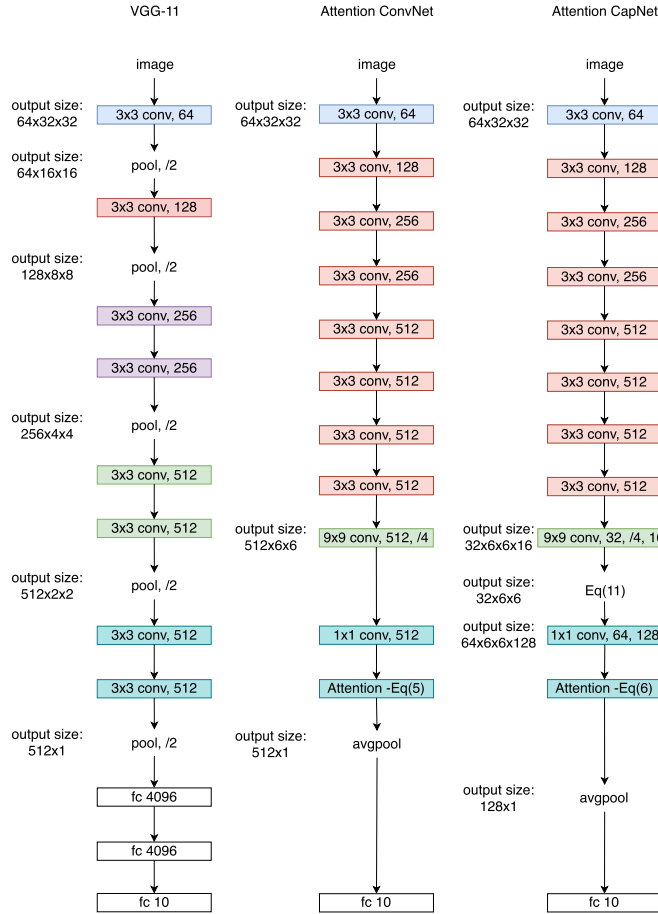 VGG-11
image
output size:
64x32x32
3x3 conv, 64
output size:
64x16x16
pool, /2
3x3 conv, 128
output size:
128x8x8
pool, /2
3x3 conv, 256
3x3 conv, 256
output size:
256x4x4
pool, /2
3x3 conv, 512
3x3 conv, 512
output size:
512x2x2
pool, /2
3x3 conv, 512
3x3 conv, 512
output size:
512x1
pool, /2
fc 4096
fc 4096
fc 10
Attention ConvNet
image
output size:
64x32x32
3x3 conv, 64
3x3 conv, 128
3x3 conv, 256
3x3 conv, 256
3x3 conv, 512
3x3 conv, 512
3x3 conv, 512
3x3 conv, 512
output size:
512x6x6
9x9 conv, 512, /4
1x1 conv, 512
Attention -Eq(5)
output size:
512x1
avgpool
fc 10
Attention CapNet
image
output size:
64x32x32
3x3 conv, 64
3x3 conv, 128
3x3 conv, 256
3x3 conv, 256
3x3 conv, 512
3x3 conv, 512
3x3 conv, 512
3x3 conv, 512
output size:
32x6x6x16
9x9 conv, 32, /4,
output size:
32x6x6
Eq(11)
output size:
64x6x6x128
1x1 conv, 64, 128
Attention -Eq(6)
output size:
128x1
avgpool
fc 10